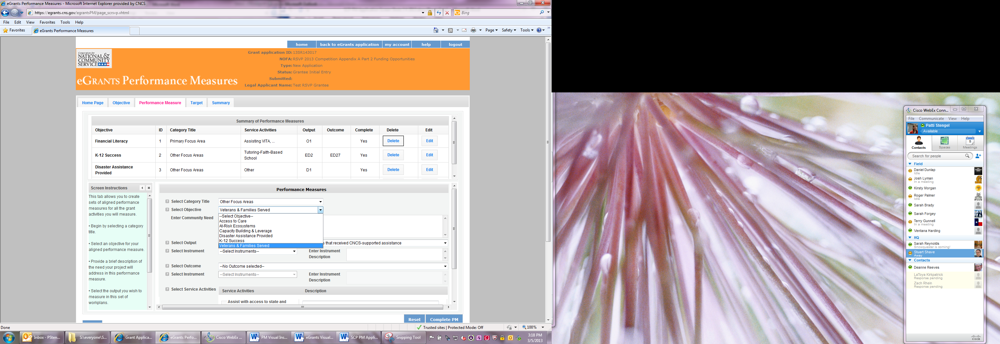 eGrants Performance Measures - Microsoft Internet Explorer provided by CNCS
https://egrants.cns.gov/egrantsPM/page_scrsvp.xhtml
Bing
File Edit View Favorites Tools Help
Favorites
eGrants Performance Measures
Page Safety Tools
home back to eGrants application my account help logout
Corporation for
NATIONAL &
COMMUNITY
SERVICE
eGRANTS Performance Measures
Grant application ID: 13SR143017
NOFA: RSVP 2013 Competition Appendix A Part 2 Funding Opportunities
Type: New Application
Status: Grantee Initial Entry
Submitted:
Legal Applicant Name: Test RSVP Grantee
Home Page Objective Performance Measure Target Summary
Summary of Performance Measures
Objective ID Category Title Service Activities Output Outcome Complete Delete Edit
Financial Literacy 1 Primary Focus Area Assisting VITA, ... O1 Yes Delete Edit
K-12 Success 2 Other Focus Areas Tutoring-Faith-Based School ED2 ED27 Yes Delete Edit
Disaster Assistance Provided 3 Other Focus Areas Other D1 Yes Delete Edit
Screen Instructions
This tab allows you to create
sets of aligned performance
measures for all the grant
activities you will measure.
• Begin by selecting a category
title.
• Select an objective for your
aligned performance measure.
• Provide a brief description of
the need your project will
address in this performance
measure.
• Select the output you wish to
measure in this set of
workplans.
Performance Measures
Select Category Title Other Focus Areas
Select Objective Veterans & Families Served
--Select Objective--
Access to Care
At-Risk Ecosystems
Capacity Building & Leverage
Disaster Assistance Provided
K-12 Success
Veterans & Families Served
Enter Community Need
Select Output s that received CNCS-supported assistance
Select Instrument --Select Instruments-- Enter Instrument
Description
Select Outcome --No Outcome selected--
Select Instrument --Select Instruments-- Enter Instrument
Description
Select Service Activities Service Activities Description
Assist with access to state and
Reset Complete PM
Done
Trusted sites | Protected Mode: Off
100%
Inbox - PSten...
S:\everyone\S...
Grant Applica...
eGrants Perfo...
Cisco WebEx ...
PM Visual Ins...
eGrants Visual...
SCP PM Appli...
Snipping Tool
3:18 PM
3/5/2013
Cisco WebEx Conn...
File Communicate View Help
Patti Stengel
Available
5
Contacts Spaces Meetings
Search for people
Field
Daniel Dunlap
Idle
Josh Lyman
In a meeting
Kirsty Morgan
Roger Palmer
Idle
Sarah Brady
Sarah Forgey
Terry Gunnell
In a meeting
Ventana Harding
HQ
Sarah Reynolds
Snowquester is coming!
Stuart Shave
Away
Contacts
Deanne Reeves
LaToya Kirkpatrick
Response pending
Zach Rhein
Response pending
CISCO